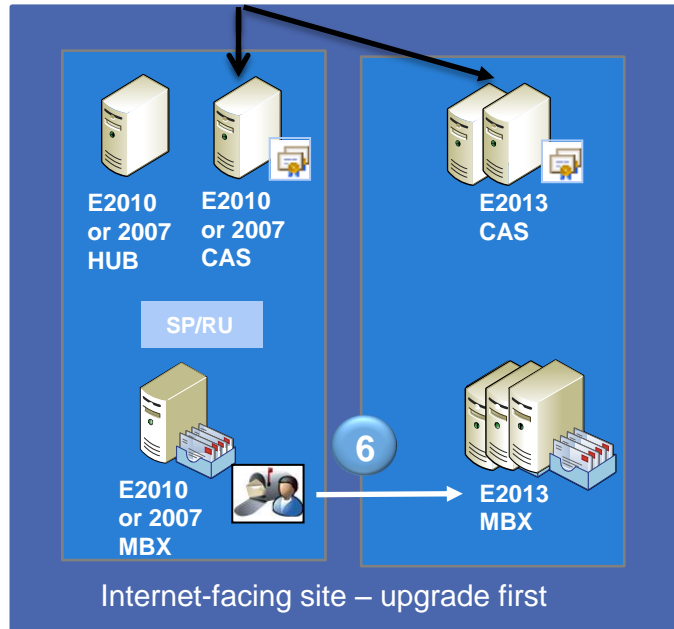 E2010
or 2007
HUB
E2010
or 2007
CAS
E2013
CAS
SP/RU
6
E2010
or 2007
MBX
E2013
MBX
Internet-facing site – upgrade first